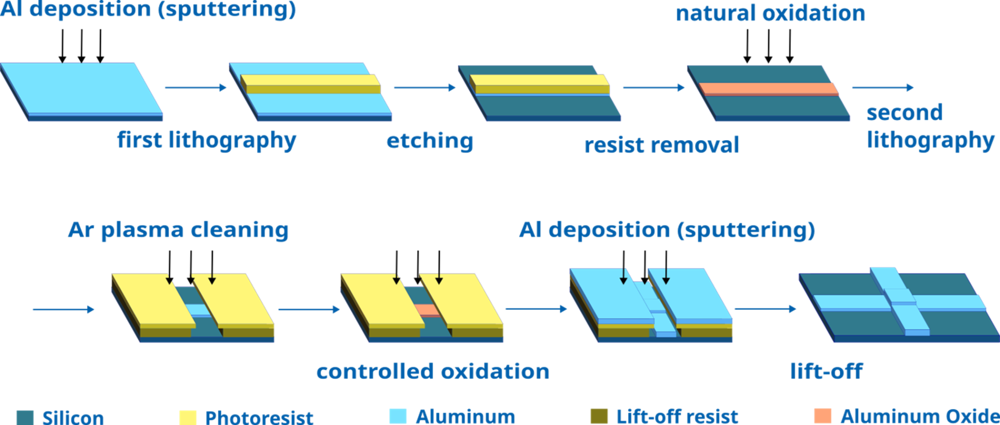 Al deposition (sputtering)
natural oxidation
first lithography
etching
resist removal
second
lithography
Ar plasma cleaning
Al deposition (sputtering)
controlled oxidation
lift-off
Silicon
Photoresist
Aluminum
Lift-off resist
Aluminum Oxide